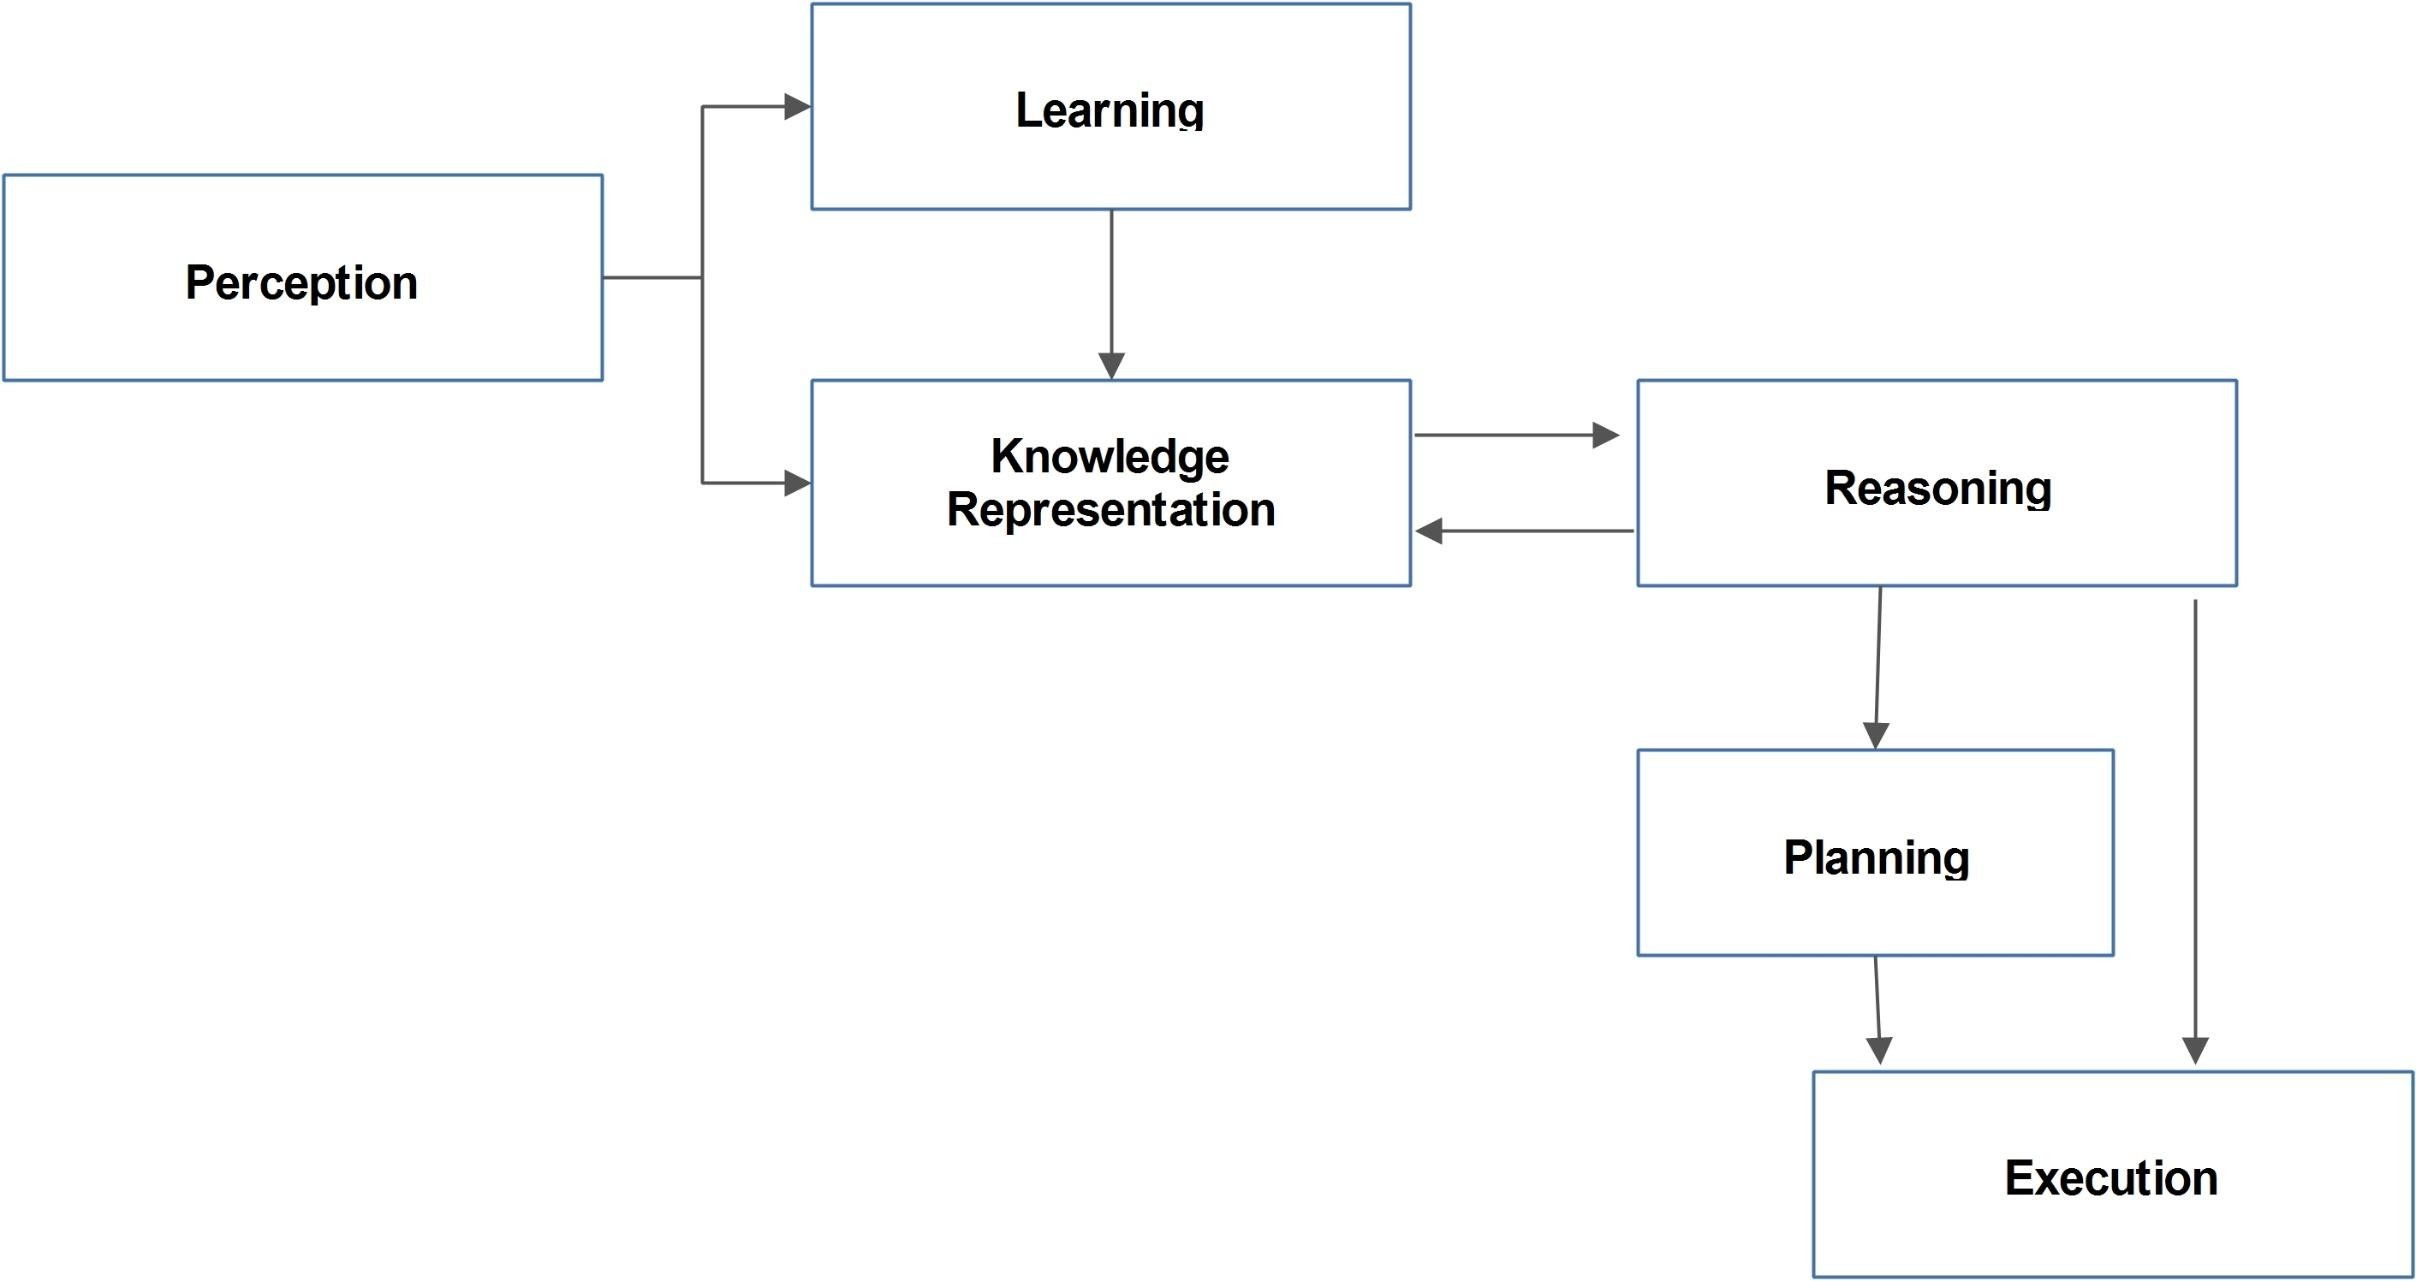 Learning
Perception
Knowledge
Representation
Reasoning
Planning
Execution